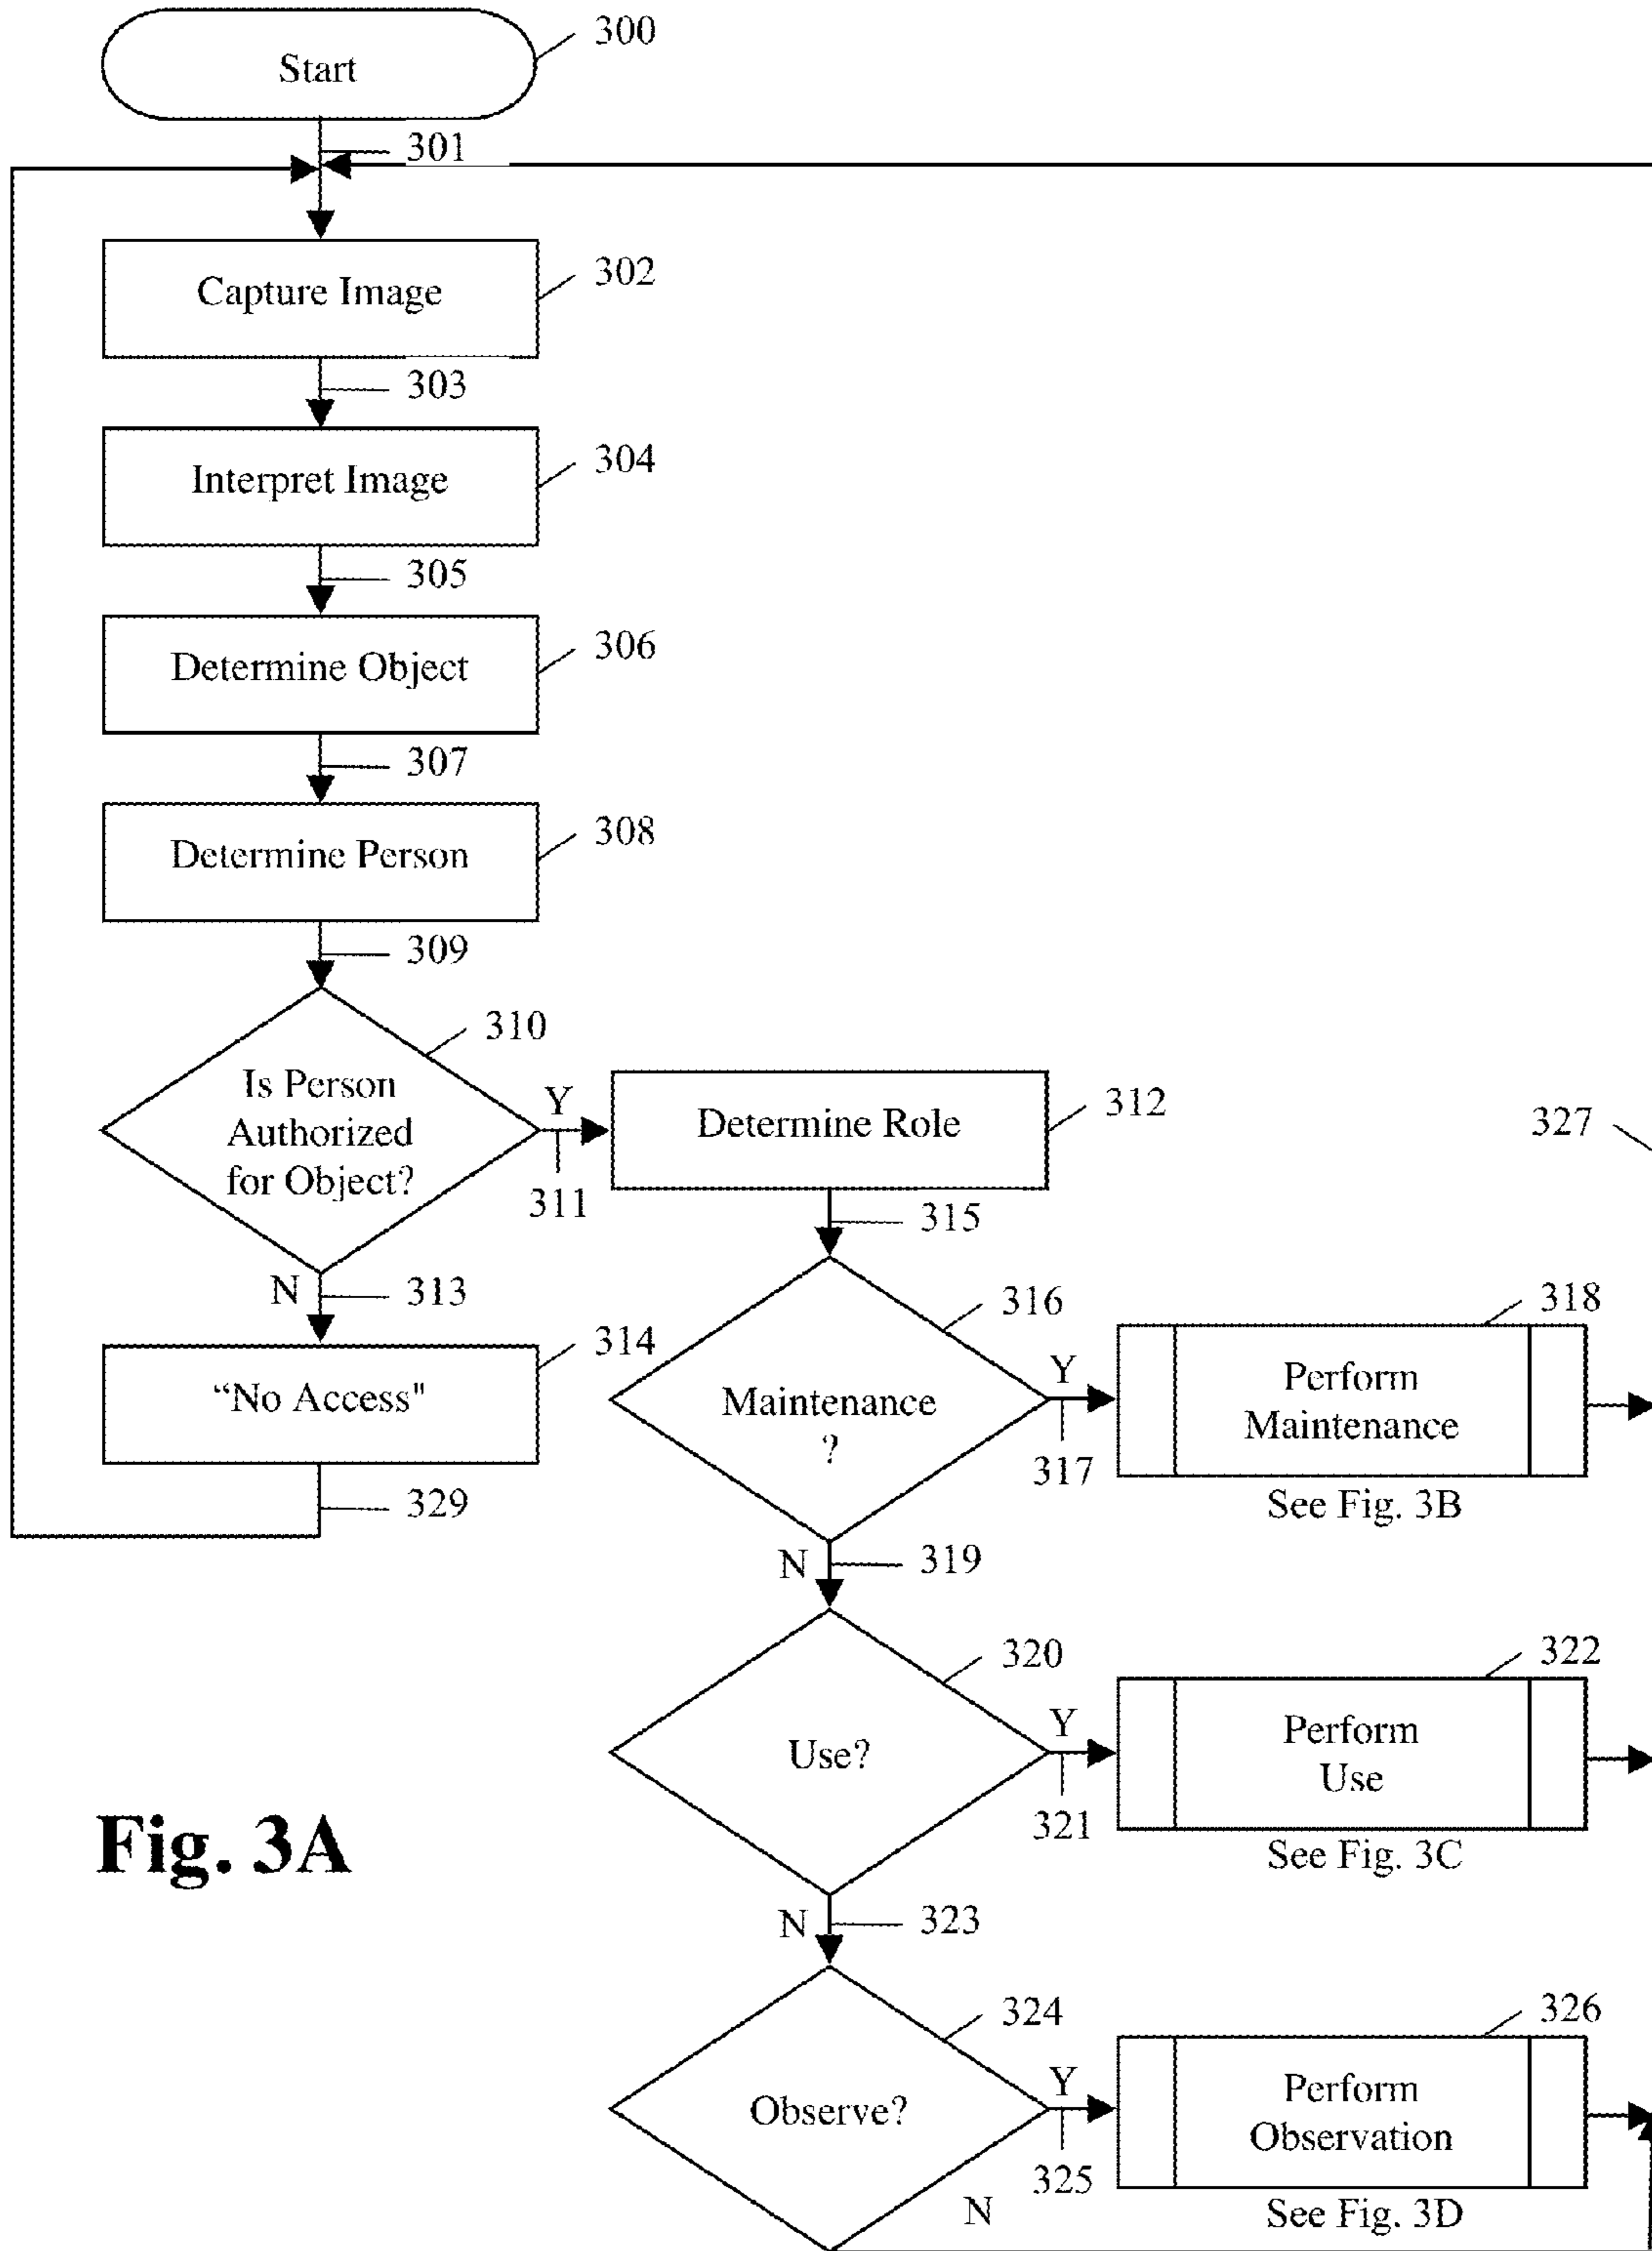 Start
300
301
Capture Image
302
303
Interpret Image
304
305
Determine Object
306
307
Determine Person
308
309
Is Person
Authorized
for Object?
310
Y
311
Determine Role
312
327
N
313
315
“No Access"
314
329
Maintenance
?
316
Y
317
Perform
Maintenance
318
See Fig. 3B
N
319
Use?
320
Y
321
Perform
Use
322
See Fig. 3C
N
323
Observe?
324
Y
325
Perform
Observation
326
See Fig. 3D
N
Fig. 3A